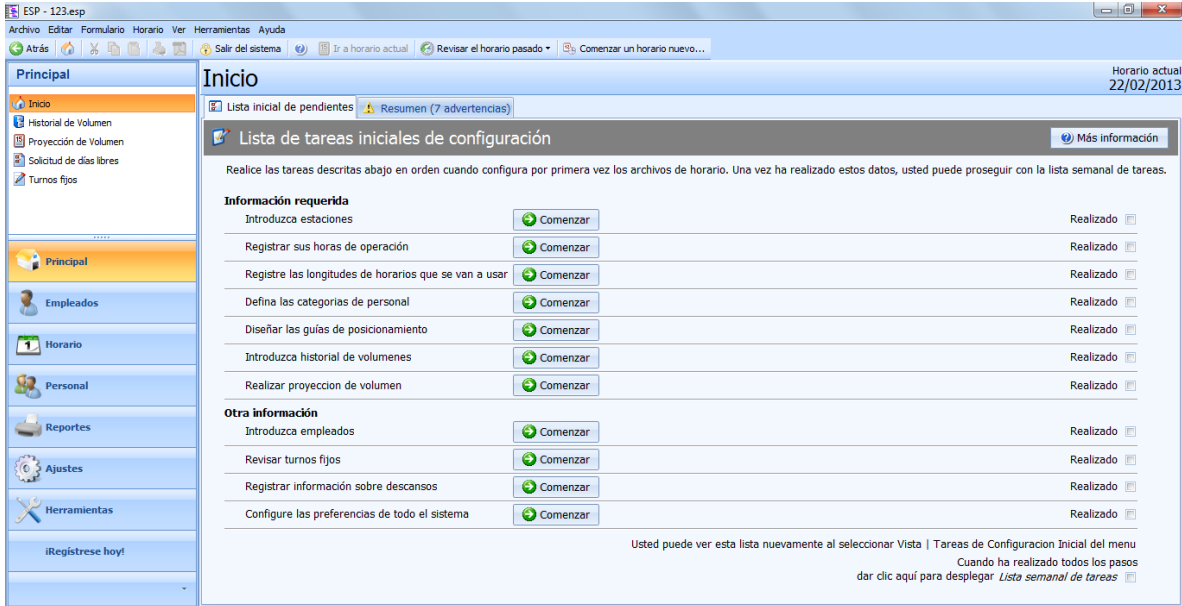 ESP - 123.esp
Archivo Editar Formulario Horario Ver Herramientas Ayuda
Atrás Salir del sistema Ir a horario actual Revisar el horario pasado Comenzar un horario nuevo...
Principal
Inicio
Historial de Volumen
Proyección de Volumen
Solicitud de días libres
Turnos fijos
Principal
Empleados
Horario
Personal
Reportes
Ajustes
Herramientas
¡Regístrese hoy!
Inicio
Horario actual
22/02/2013
Lista inicial de pendientes Resumen (7 advertencias)
Lista de tareas iniciales de configuración Más información
Realice las tareas descritas abajo en orden cuando configura por primera vez los archivos de horario. Una vez ha realizado estos datos, usted puede proseguir con la lista semanal de tareas.
Información requerida
Introduzca estaciones Comenzar Realizado
Registrar sus horas de operación Comenzar Realizado
Registre las longitudes de horarios que se van a usar Comenzar Realizado
Defina las categorias de personal Comenzar Realizado
Diseñar las guías de posicionamiento Comenzar Realizado
Introduzca historial de volumenes Comenzar Realizado
Realizar proyeccion de volumen Comenzar Realizado
Otra información
Introduzca empleados Comenzar Realizado
Revisar turnos fijos Comenzar Realizado
Registrar información sobre descansos Comenzar Realizado
Configure las preferencias de todo el sistema Comenzar Realizado
Usted puede ver esta lista nuevamente al seleccionar Vista | Tareas de Configuracion Inicial del menu
Cuando ha realizado todos los pasos
dar clic aquí para desplegar Lista semanal de tareas